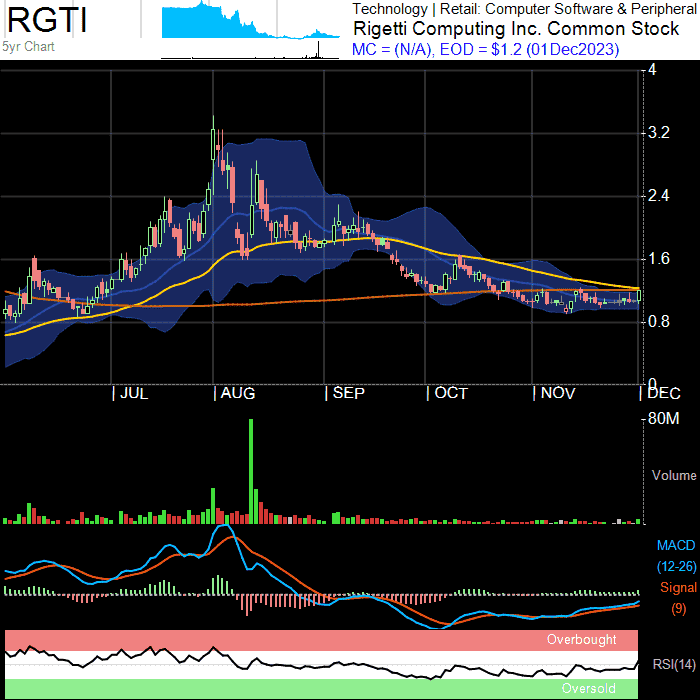 RGTI
5yr Chart
Technology | Retail: Computer Software & Peripheral
Rigetti Computing Inc. Common Stock
MC = (N/A), EOD = $1.2 (01Dec2023)
4
3.2
2.4
1.6
0.8
0
JUL
AUG
SEP
OCT
NOV
DEC
80M
Volume
MACD
(12-26)
Signal
(9)
Overbought
RSI(14)
Oversold